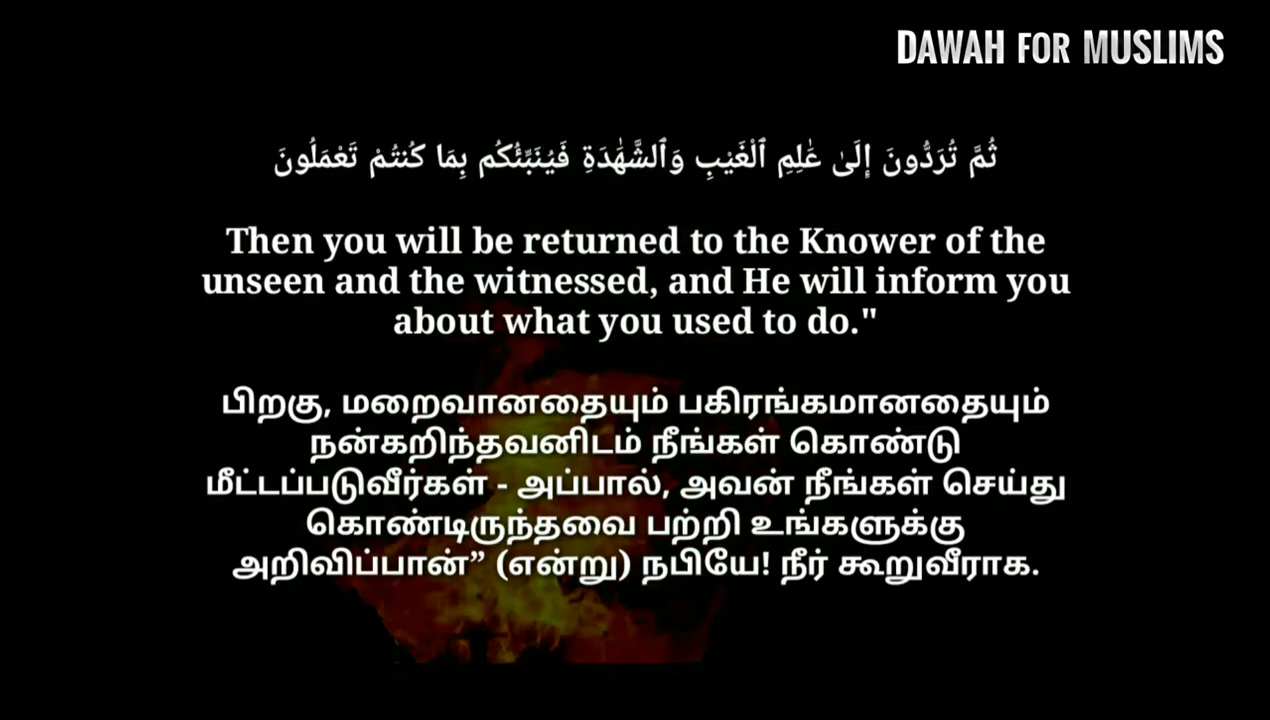 DAWAH FOR MUSLIMS
ثُمَّ تُرَدُّونَ إِلَىٰ عَٰلِمِ ٱلْغَيْبِ وَٱلشَّهَٰدَةِ فَيُنَبِّئُكُم بِمَا كُنتُمْ تَعْمَلُونَ
Then you will be returned to the Knower of the
unseen and the witnessed, and He will inform you
about what you used to do."
பிறகு, மறைவானதையும் பகிரங்கமானதையும்
நன்கறிந்தவனிடம் நீங்கள் கொண்டு
மீட்டப்படுவீர்கள் - அப்பால், அவன் நீங்கள் செய்து
கொண்டிருந்தவை பற்றி உங்களுக்கு
அறிவிப்பான்” (என்று) நபியே! நீர் கூறுவீராக.